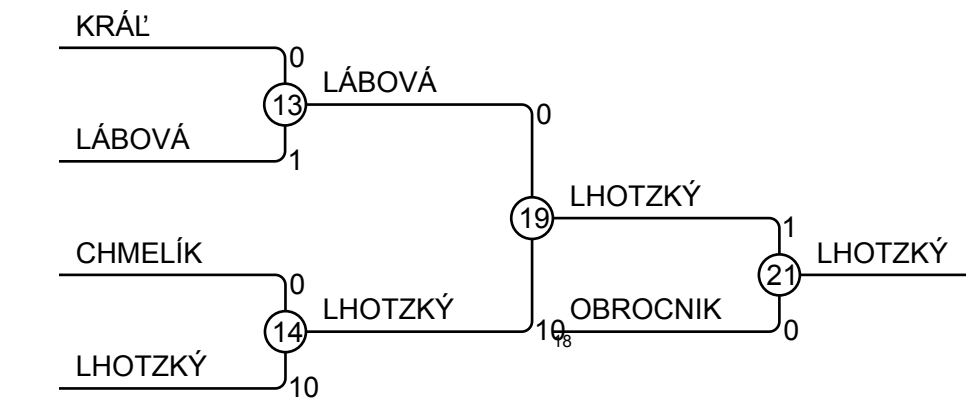 KRÁĽ
0
13
LÁBOVÁ
LÁBOVÁ
1
0
19
LHOTZKÝ
CHMELÍK
0
14
LHOTZKÝ
LHOTZKÝ
10
10
18
OBROCNIK
1
21
LHOTZKÝ
0